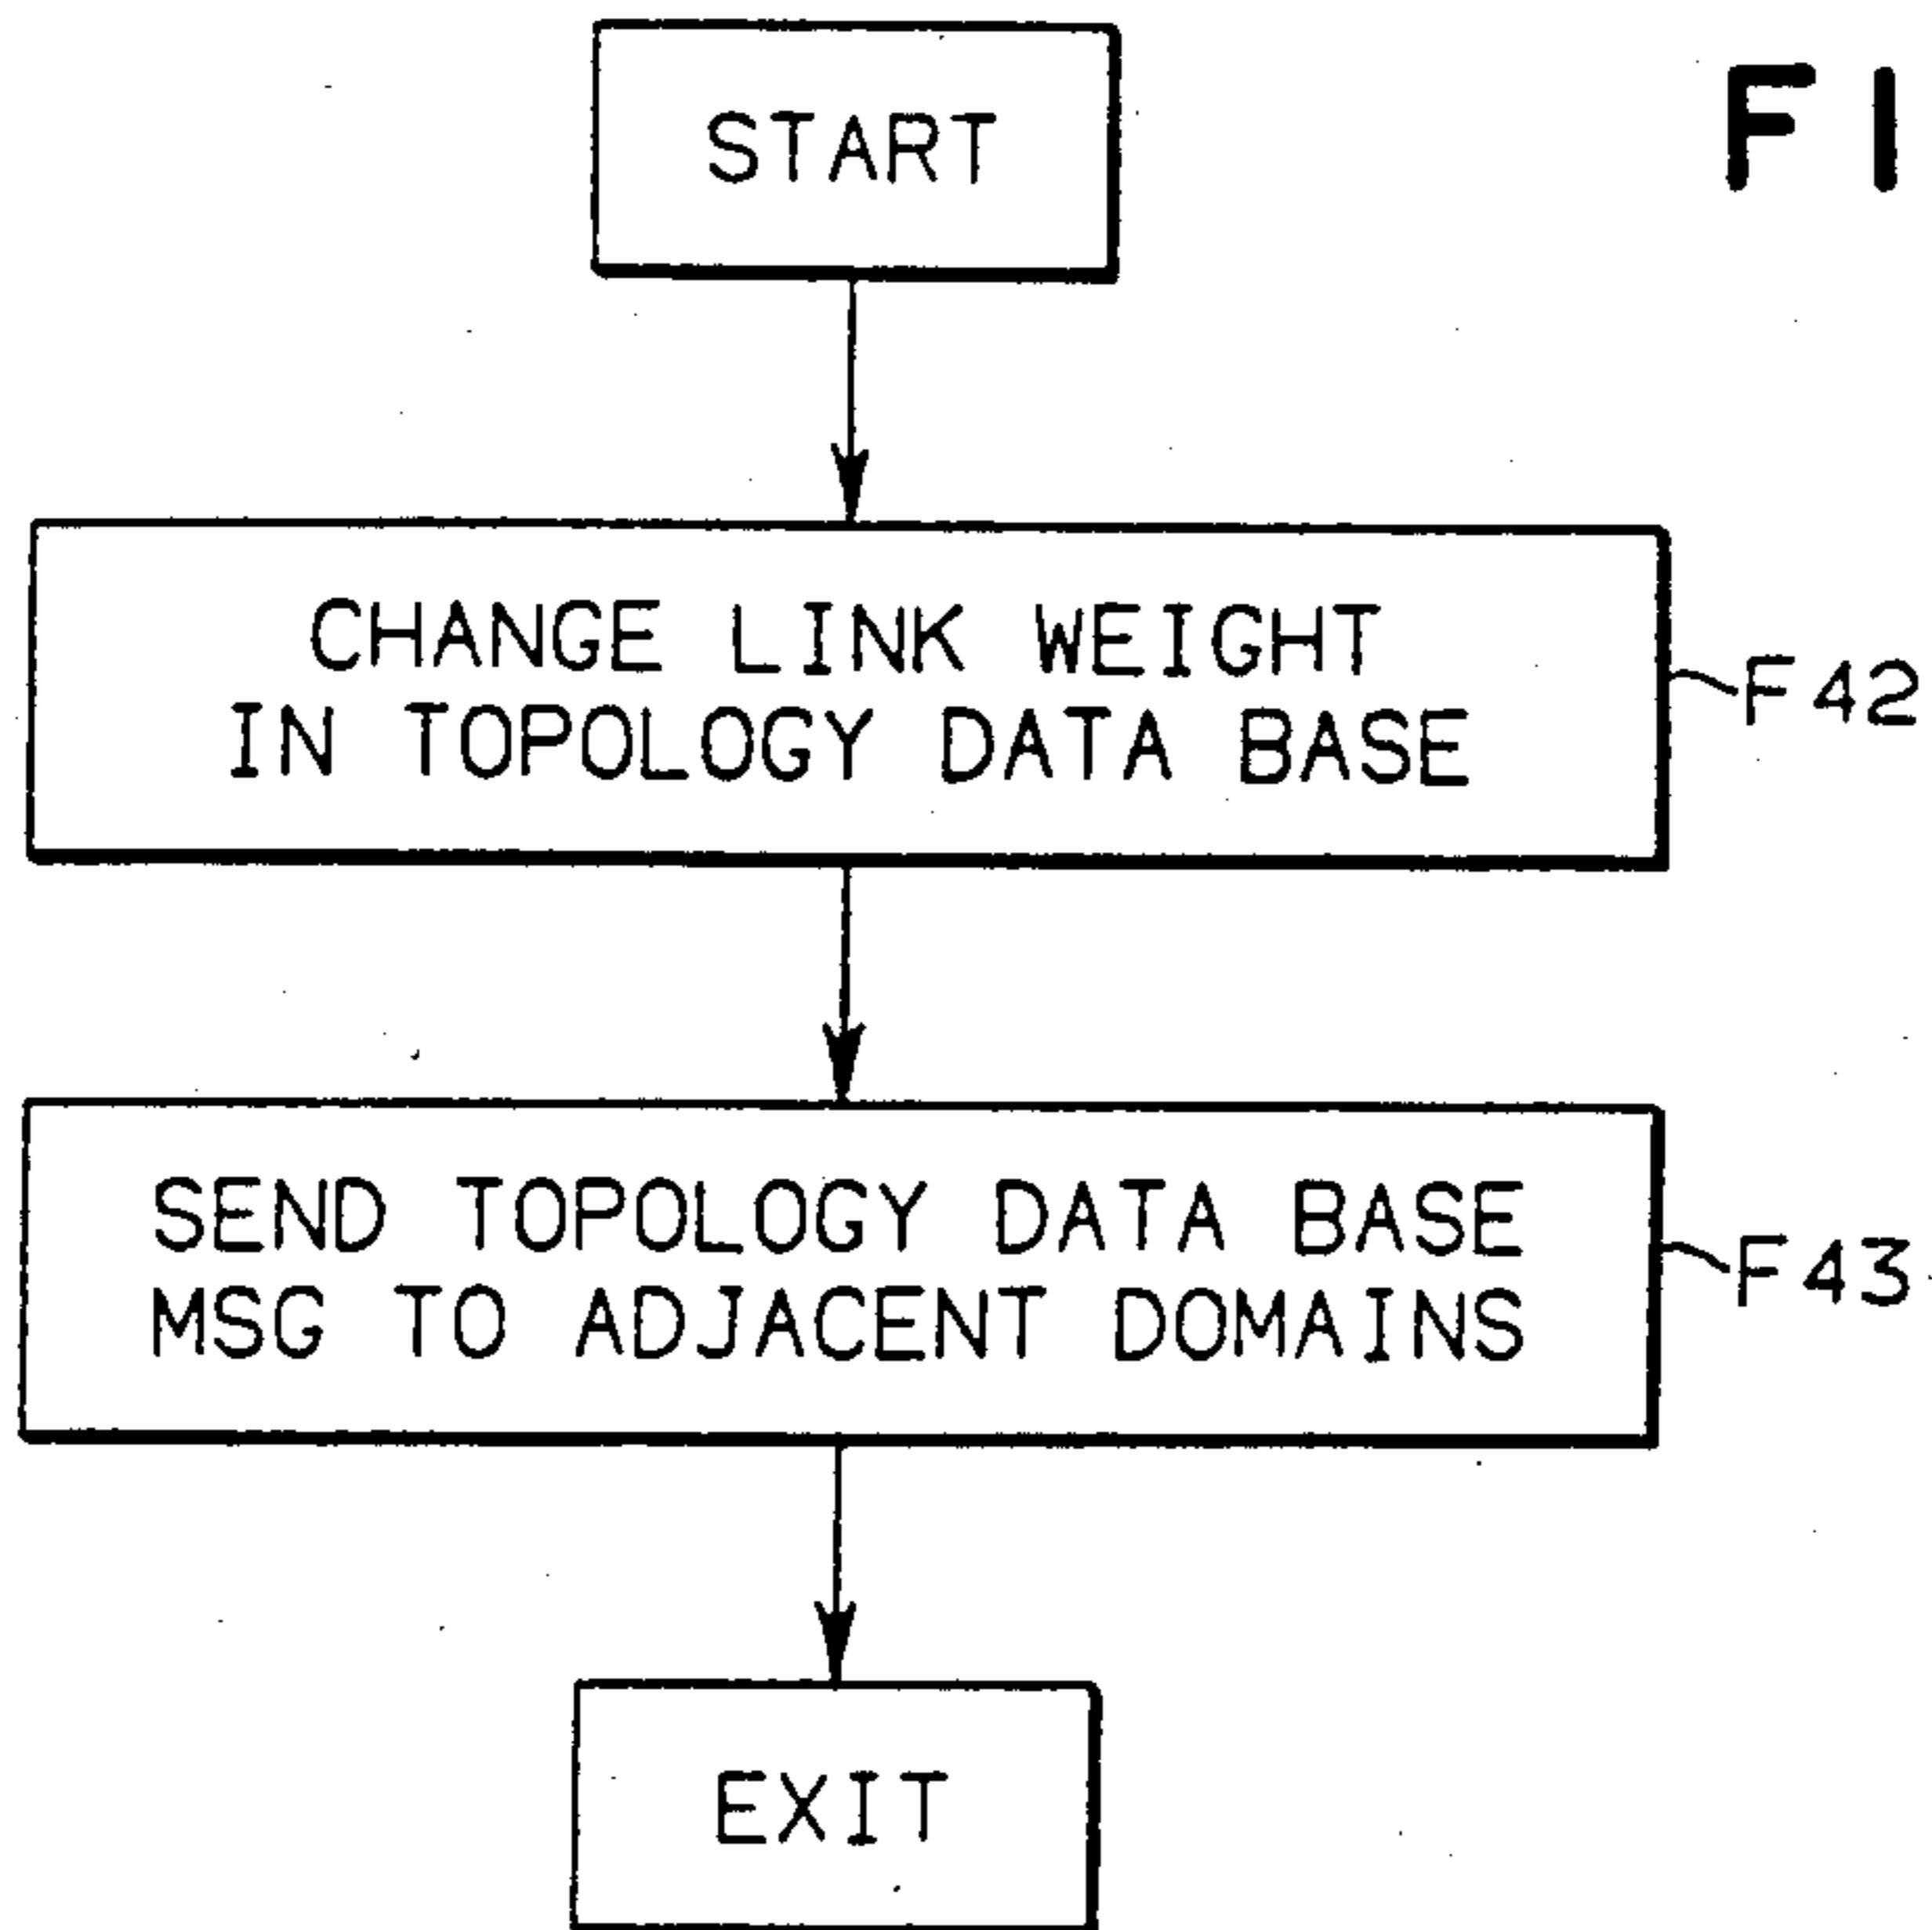 START
FI
CHANGE LINK WEIGHT
IN TOPOLOGY DATA BASE
F42
SEND TOPOLOGY DATA BASE
MSG TO ADJACENT DOMAINS
F43
EXIT